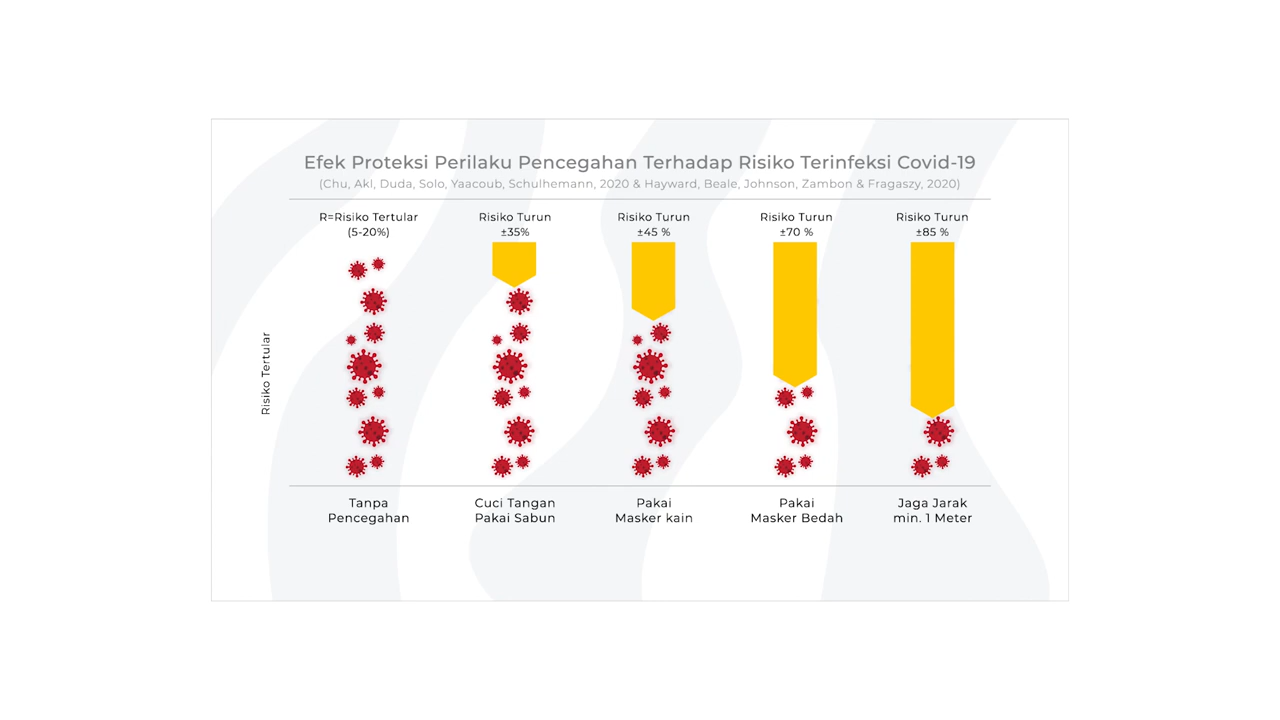 Efek Proteksi Perilaku Pencegahan Terhadap Risiko Terinfeksi Covid-19
(Chu, Akl, Duda, Solo, Yaacoub, Schulhemann, 2020 & Hayward, Beale, Johnson, Zambon & Fragaszy, 2020)
R=Risiko Tertular
(5-20%)
Risiko Turun
±35%
Risiko Turun
±45 %
Risiko Turun
±70 %
Risiko Turun
±85 %
Risiko Tertular
Tanpa
Pencegahan
Cuci Tangan
Pakai Sabun
Pakai
Masker kain
Pakai
Masker Bedah
Jaga Jarak
min. 1 Meter